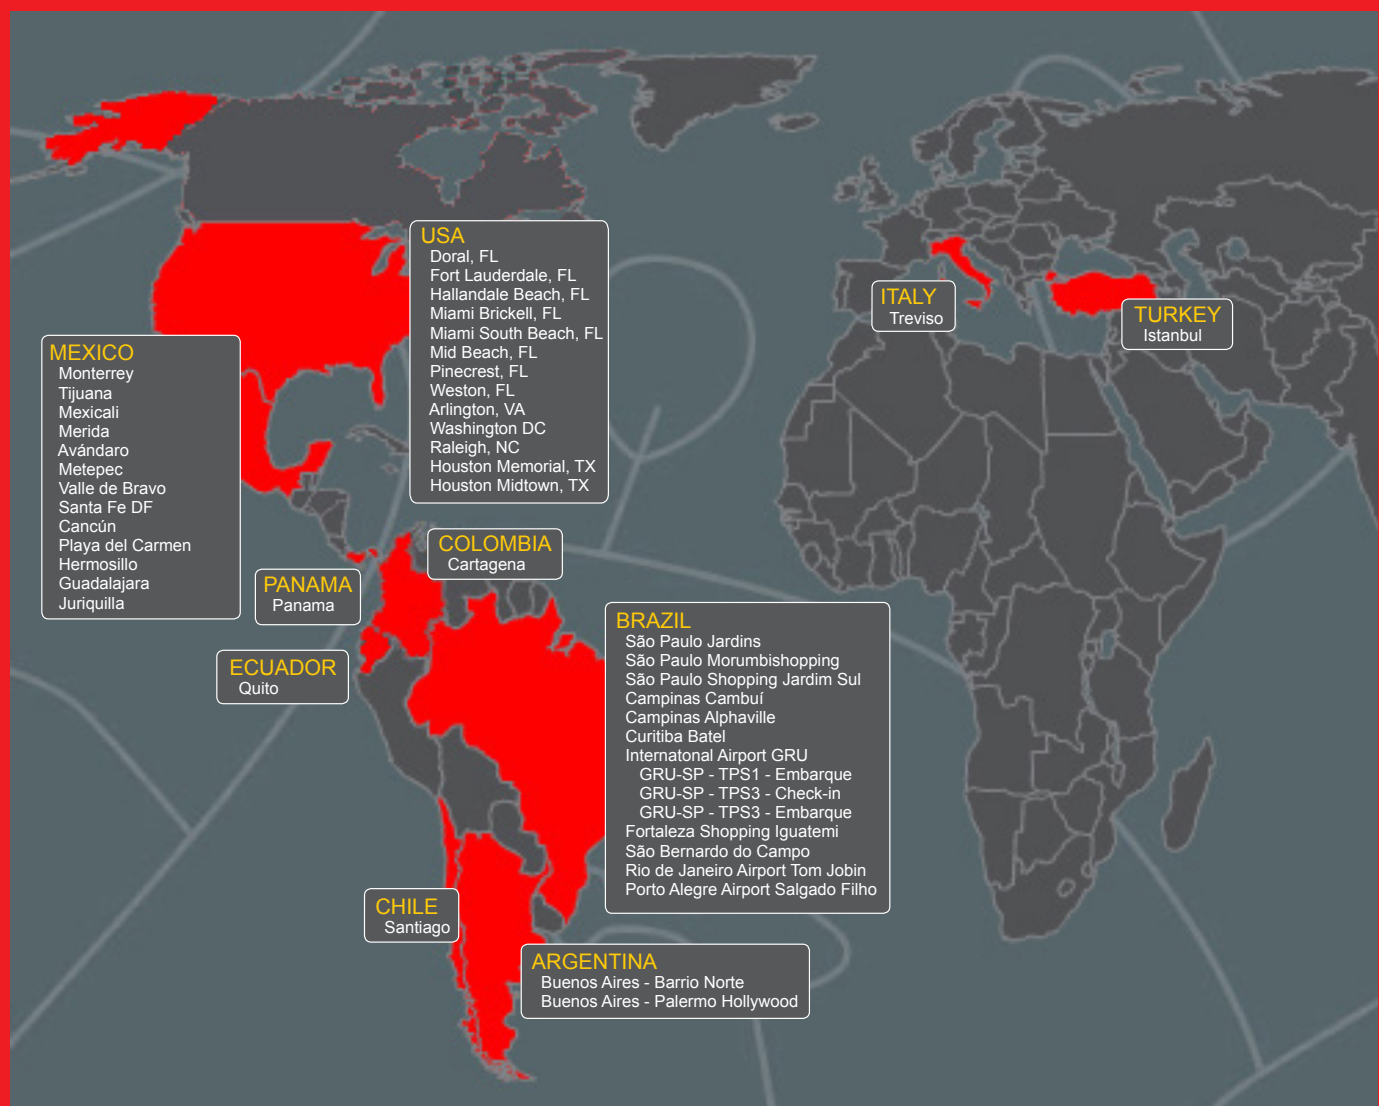 USA
Doral, FL
Fort Lauderdale, FL
Hallandale Beach, FL
Miami Brickell, FL
Miami South Beach, FL
Mid Beach, FL
Pinecrest, FL
Weston, FL
Arlington, VA
Washington DC
Raleigh, NC
Houston Memorial, TX
Houston Midtown, TX
ITALY
Treviso
TURKEY
Istanbul
MEXICO
Monterrey
Tijuana
Mexicali
Merida
Avándaro
Metepec
Valle de Bravo
Santa Fe DF
Cancún
Playa del Carmen
Hermosillo
Guadalajara
Juriquilla
COLOMBIA
Cartagena
PANAMA
Panama
ECUADOR
Quito
BRAZIL
São Paulo Jardins
São Paulo Morumbishopping
São Paulo Shopping Jardim Sul
Campinas Cambuí
Campinas Alphaville
Curitiba Batel
Internatonal Airport GRU
GRU-SP - TPS1 - Embarque
GRU-SP - TPS3 - Check-in
GRU-SP - TPS3 - Embarque
Fortaleza Shopping Iguatemi
São Bernardo do Campo
Rio de Janeiro Airport Tom Jobin
Porto Alegre Airport Salgado Filho
CHILE
Santiago
ARGENTINA
Buenos Aires - Barrio Norte
Buenos Aires - Palermo Hollywood